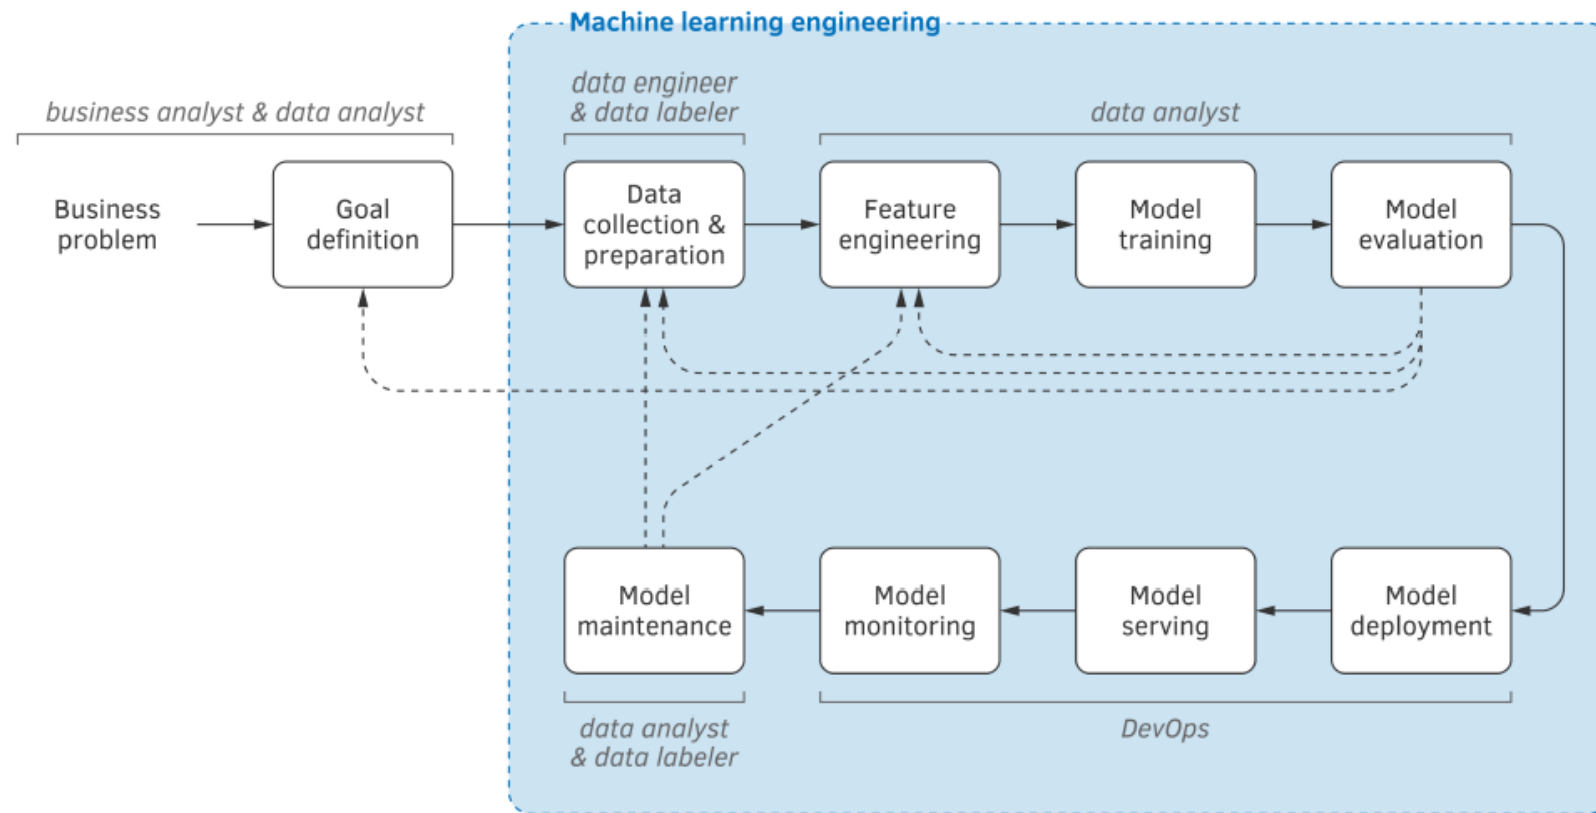 Machine learning engineering
business analyst & data analyst
data engineer
& data labeler
data analyst
Business
problem
Goal
definition
Data
collection &
preparation
Feature
engineering
Model
training
Model
evaluation
Model
maintenance
Model
monitoring
Model
serving
Model
deployment
data analyst
& data labeler
DevOps